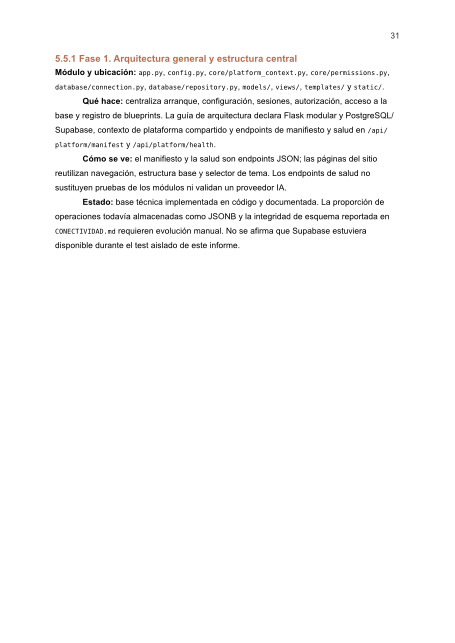 31
5.5.1 Fase 1. Arquitectura general y estructura central
Módulo y ubicación: app.py, config.py, core/platform_context.py, core/permissions.py,
database/connection.py, database/repository.py, models/, views/, templates/ y static/.
Qué hace: centraliza arranque, configuración, sesiones, autorización, acceso a la
base y registro de blueprints. La guía de arquitectura declara Flask modular y PostgreSQL/
Supabase, contexto de plataforma compartido y endpoints de manifiesto y salud en /api/
platform/manifest y /api/platform/health.
Cómo se ve: el manifiesto y la salud son endpoints JSON; las páginas del sitio
reutilizan navegación, estructura base y selector de tema. Los endpoints de salud no
sustituyen pruebas de los módulos ni validan un proveedor IA.
Estado: base técnica implementada en código y documentada. La proporción de
operaciones todavía almacenadas como JSONB y la integridad de esquema reportada en
CONECTIVIDAD.md requieren evolución manual. No se afirma que Supabase estuviera
disponible durante el test aislado de este informe.